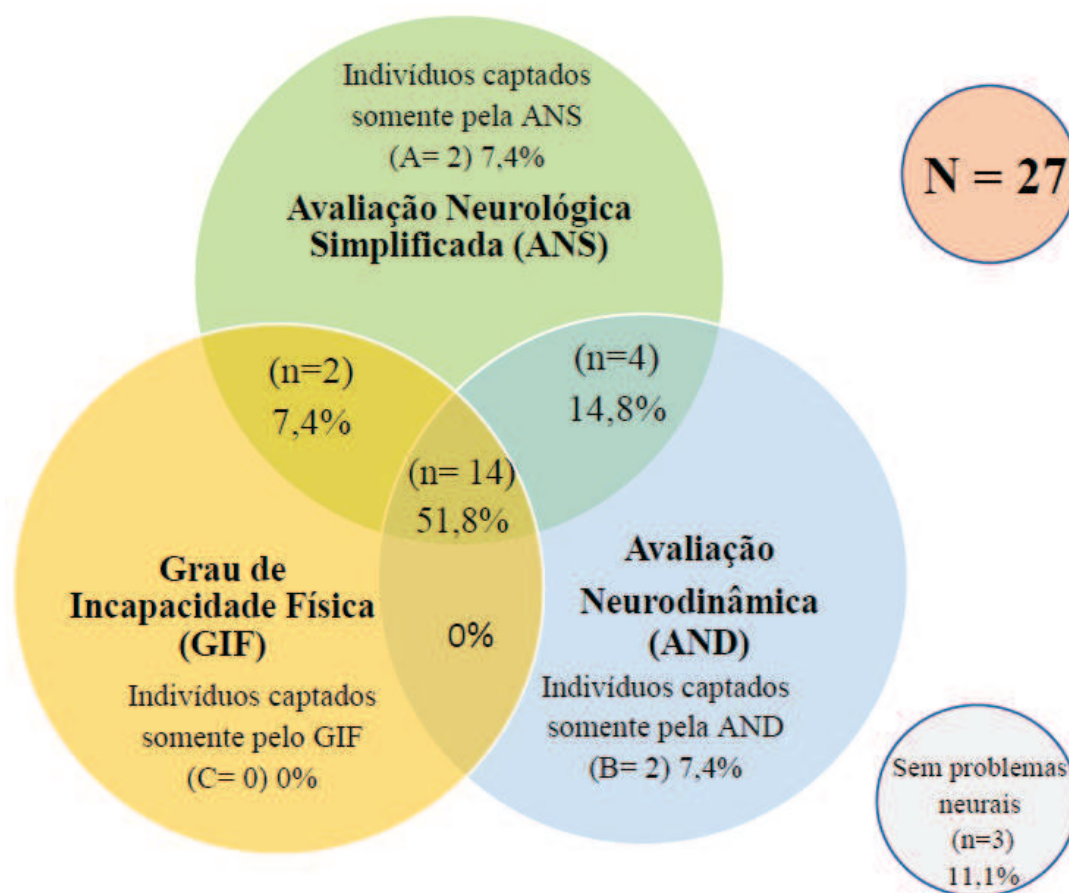 Indivíduos captados
somente pela ANS
(A= 2) 7,4%
Avaliação Neurológica
Simplificada (ANS)
N = 27
(n=2)
7,4%
(n=4)
14,8%
(n= 14)
51,8%
Grau de
Incapacidade Física
(GIF)
Indivíduos captados
somente pelo GIF
(C= 0) 0%
0%
Avaliação
Neurodinâmica
(AND)
Indivíduos captados
somente pela AND
(B= 2) 7,4%
Sem problemas
neurais
(n=3)
11,1%